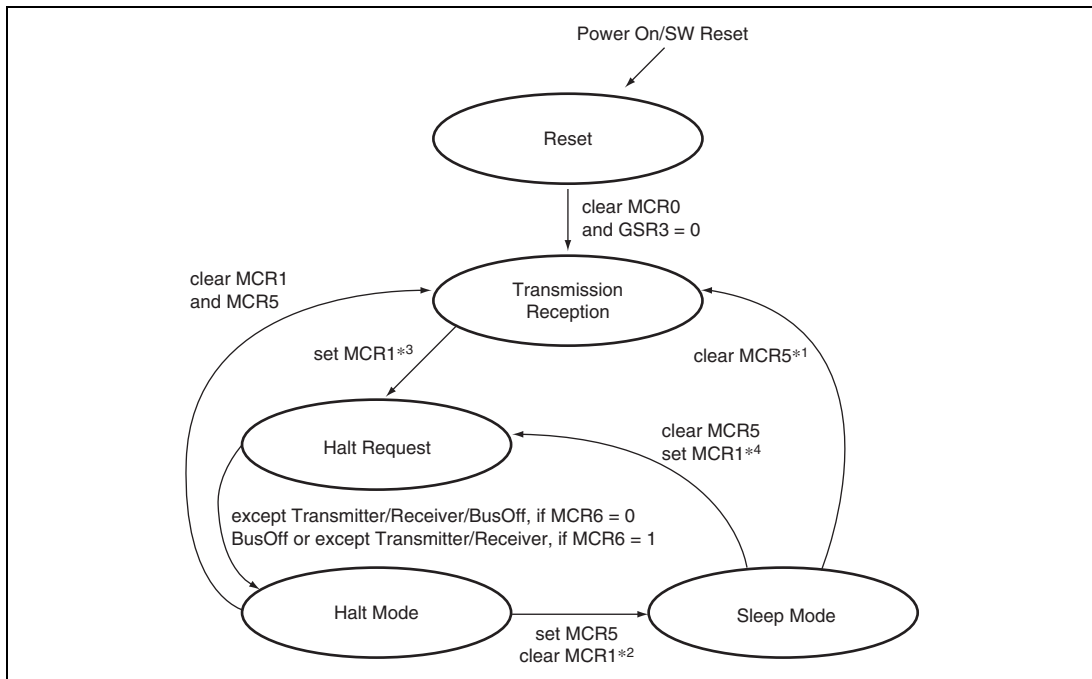 Power On/SW Reset
Reset
clear MCR0
and GSR3 = 0
clear MCR1
and MCR5
Transmission
Reception
set MCR1*3
clear MCR5*1
Halt Request
clear MCR5
set MCR1*4
except Transmitter/Receiver/BusOff, if MCR6 = 0
BusOff or except Transmitter/Receiver, if MCR6 = 1
Halt Mode
Sleep Mode
set MCR5
clear MCR1*2